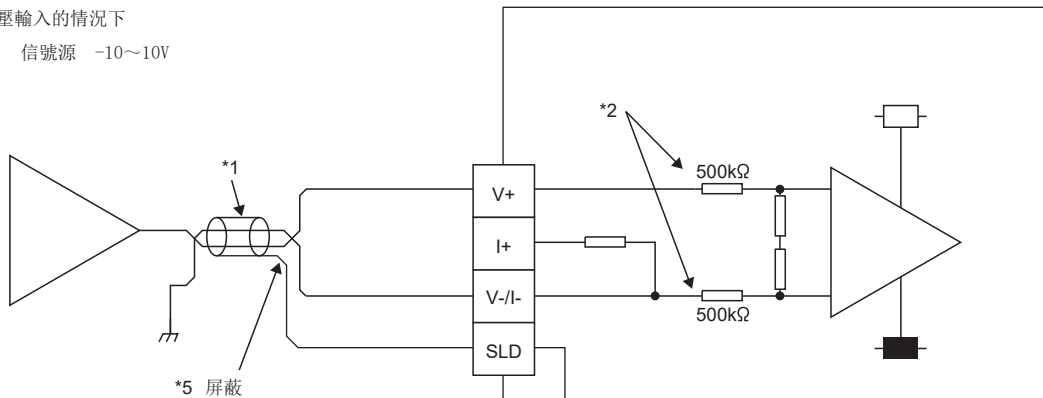 壓輸入的情況下
信號源 -10～10V
*2
*1
500kΩ
V+
I+
V-/I-
500kΩ
SLD
*5 屏蔽